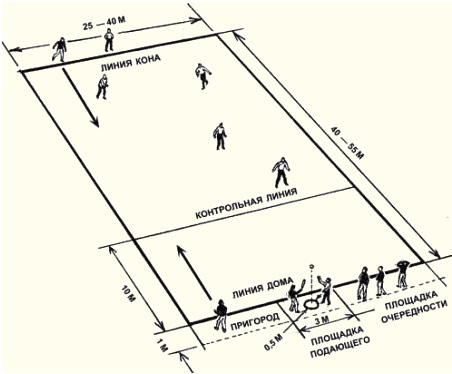 25 — 40 М
ЛИНИЯ КОНА
40 — 55 М
КОНТРОЛЬНАЯ ЛИНИЯ
10 М
ЛИНИЯ ДОМА
1 М
ПРИГОРОД
0,5 М
3 М
ПЛОЩАДКА
ПОДАЮЩЕГО
ПЛОЩАДКА
ОЧЕРЕДНОСТИ